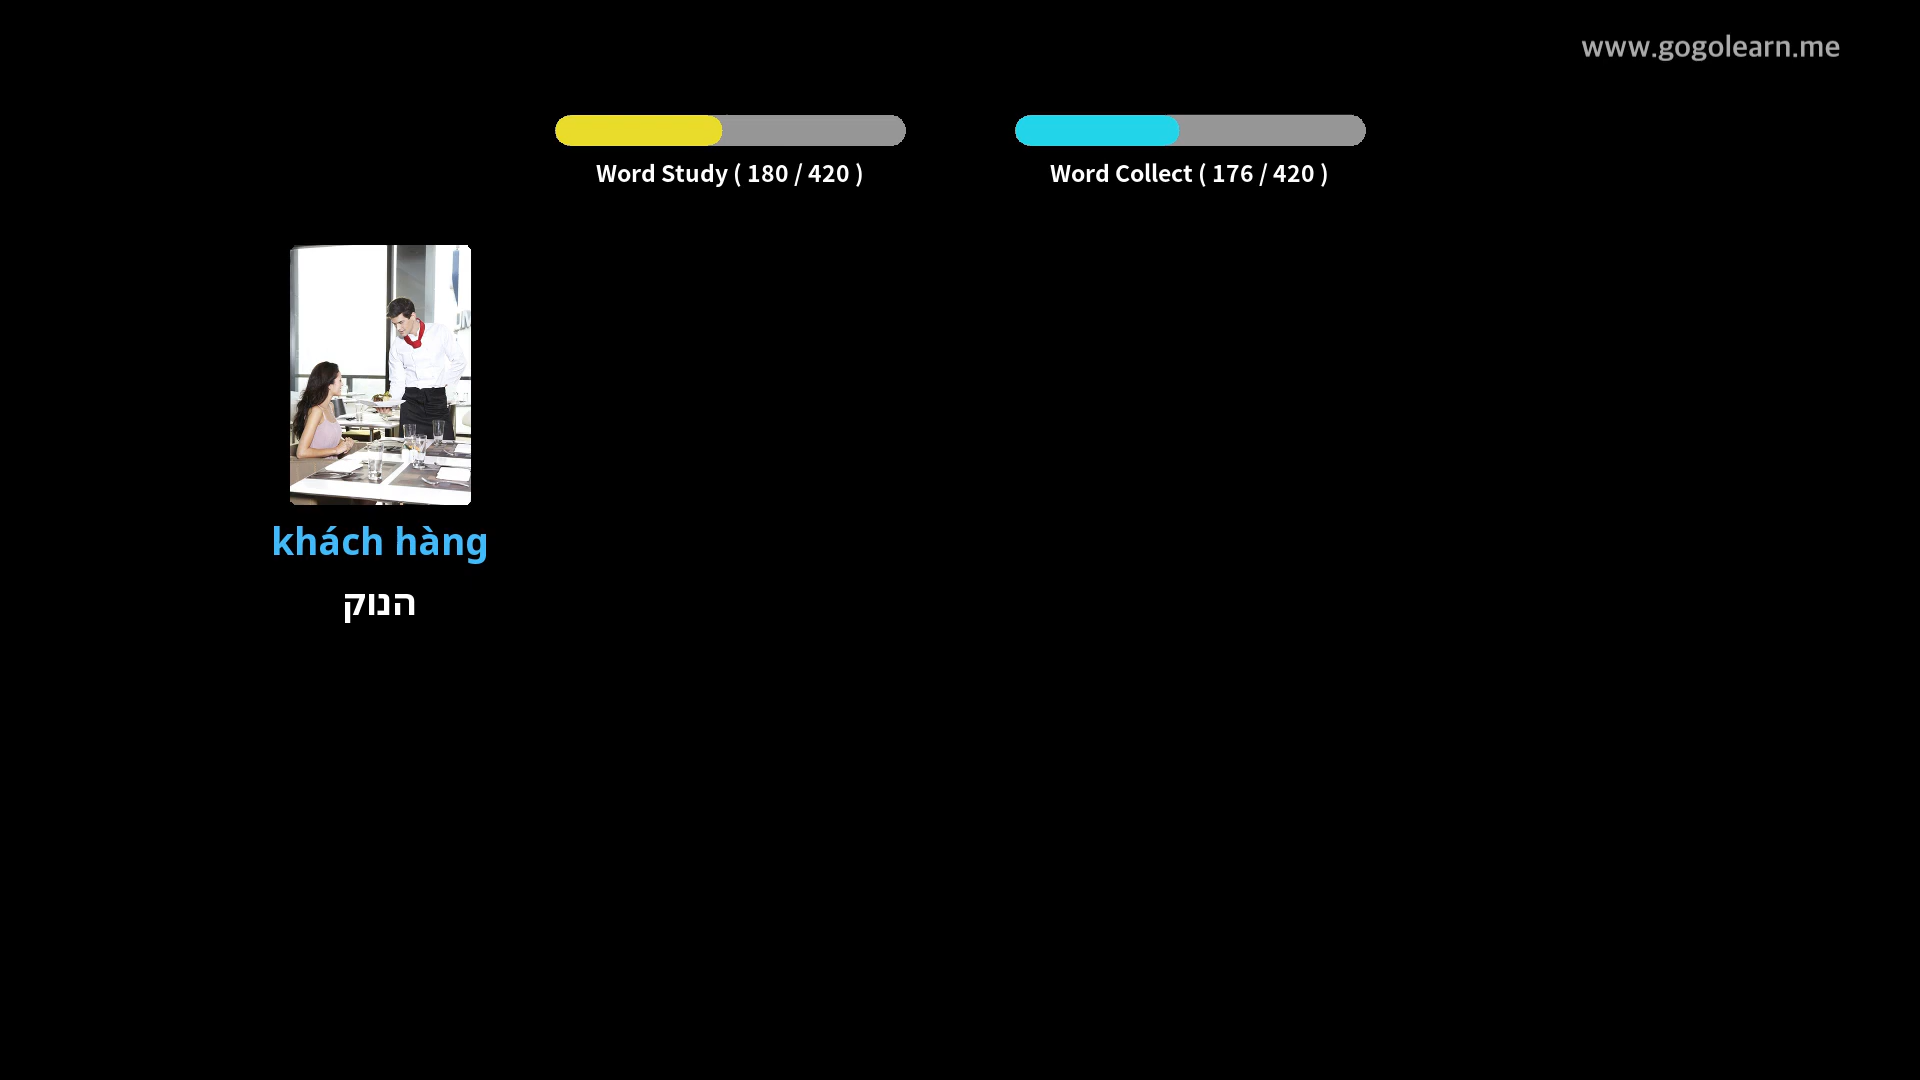 www.gogolearn.me
Word Study ( 180 / 420 )
Word Collect ( 176 / 420 )
khách hàng
הנוק